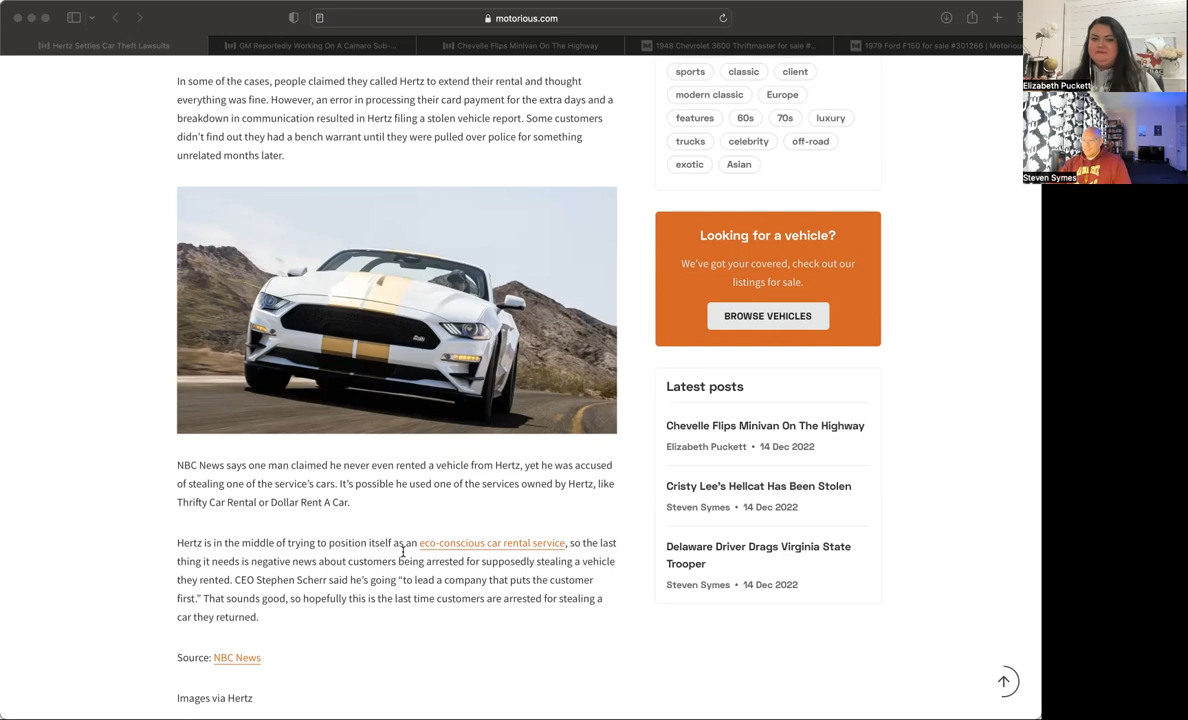 motorious.com
Hertz Settles Car Theft Lawsuits
GM Reportedly Working On A Camaro Sub-...
Chevelle Flips Minivan On The Highway
1948 Chevrolet 3600 Thriftmaster for sale #...
1979 Ford F150 for sale #301268 | Motoriou
In some of the cases, people claimed they called Hertz to extend their rental and thought
everything was fine. However, an error in processing their card payment for the extra days and a
breakdown in communication resulted in Hertz filing a stolen vehicle report. Some customers
didn't find out they had a bench warrant until they were pulled over police for something
unrelated months later.
NBC News says one man claimed he never even rented a vehicle from Hertz, yet he was accused
of stealing one of the service's cars. It's possible he used one of the services owned by Hertz, like
Thrifty Car Rental or Dollar Rent A Car.
Hertz is in the middle of trying to position itself as an eco-conscious car rental service, so the last
thing it needs is negative news about customers being arrested for supposedly stealing a vehicle
they rented. CEO Stephen Scherr said he's going “to lead a company that puts the customer
first.” That sounds good, so hopefully this is the last time customers are arrested for stealing a
car they returned.
Source: NBC News
Images via Hertz
sports classic client
modern classic Europe
features 60s 70s luxury
trucks celebrity off-road
exotic Asian
Looking for a vehicle?
We've got your covered, check out our
listings for sale.
BROWSE VEHICLES
Latest posts
Chevelle Flips Minivan On The Highway
Elizabeth Puckett • 14 Dec 2022
Cristy Lee's Hellcat Has Been Stolen
Steven Symes • 14 Dec 2022
Delaware Driver Drags Virginia State
Trooper
Steven Symes • 14 Dec 2022
Elizabeth Puckett
Steven Symes